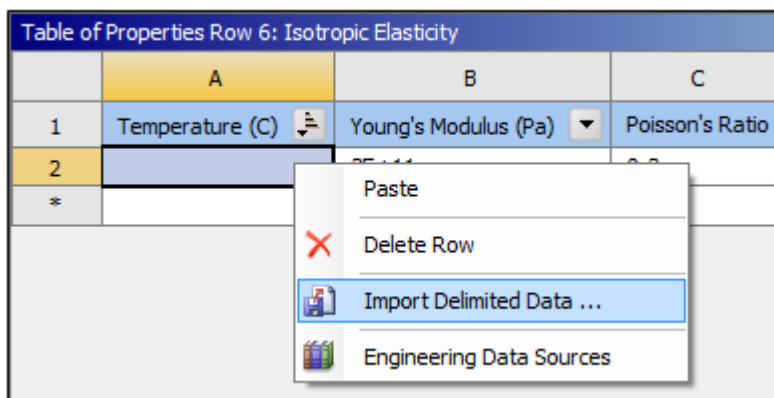 Table of Properties Row 6: Isotropic Elasticity
A B C
1 Temperature (C) Young's Modulus (Pa) Poisson's Ratio
2
*
Paste
Delete Row
Import Delimited Data ...
Engineering Data Sources